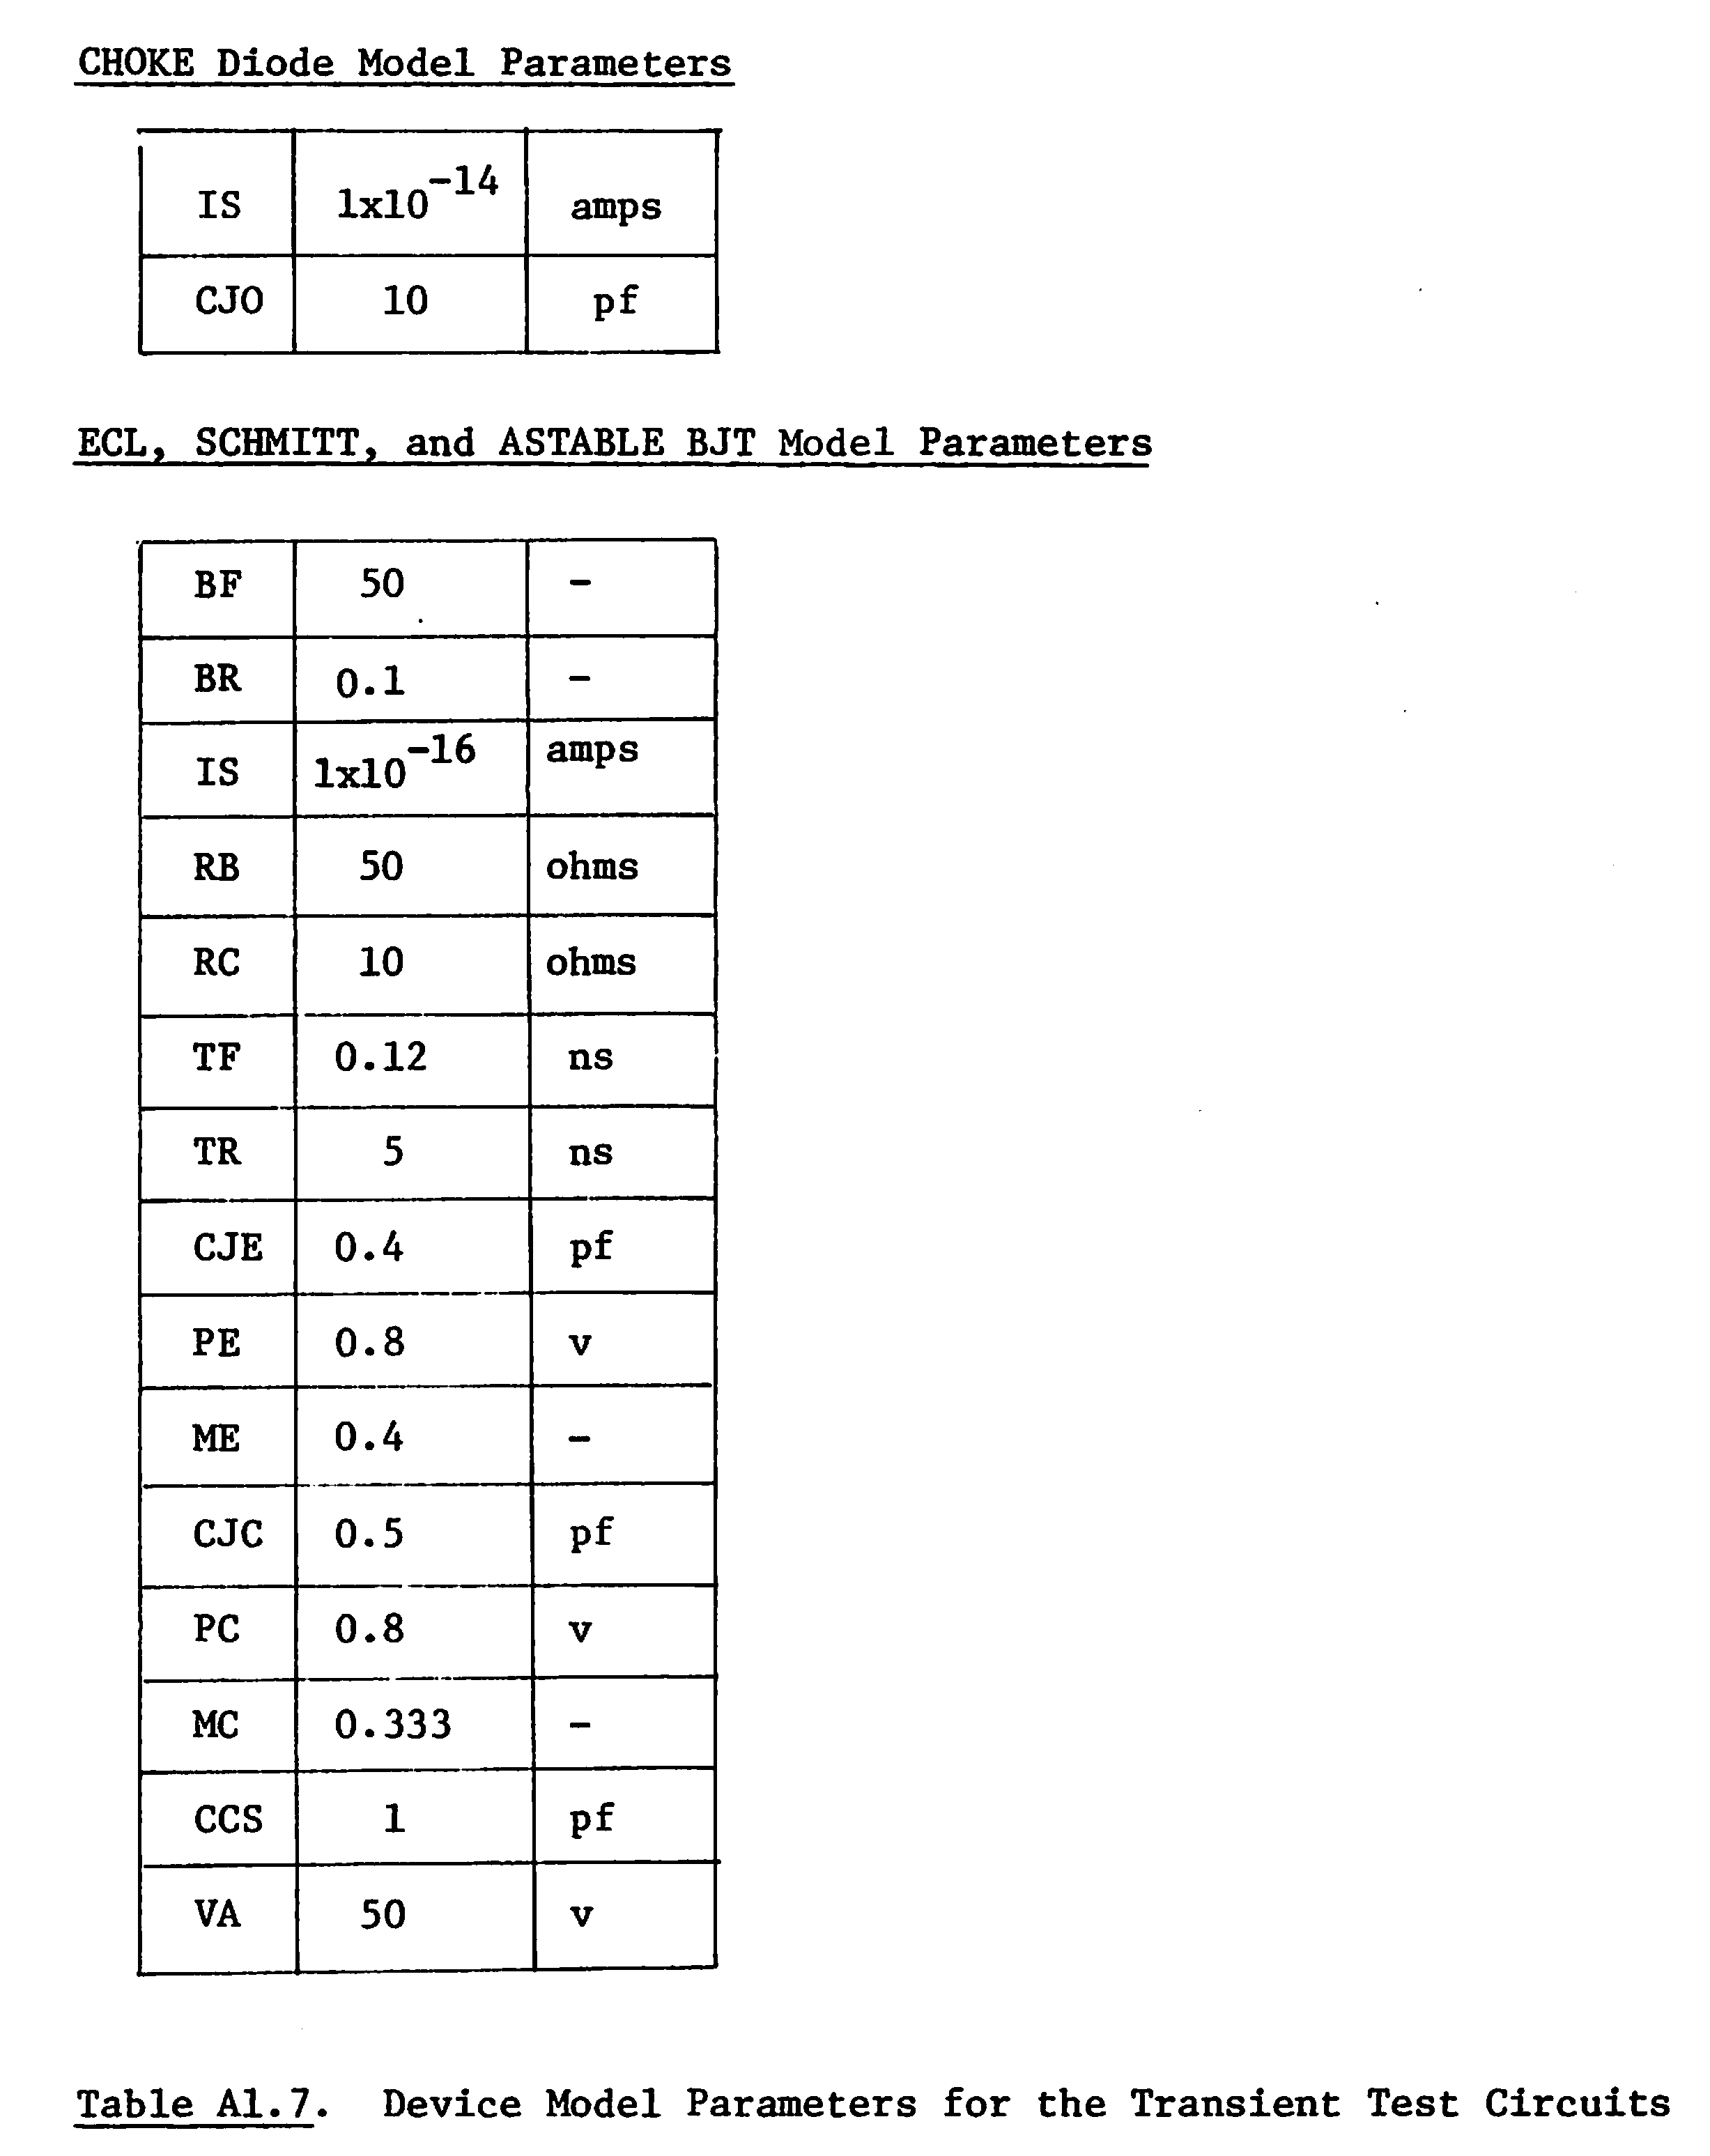 CHOKE Diode Model Parameters
IS 1x10^-14 amps
CJO 10 pf
ECL, SCHMITT, and ASTABLE BJT Model Parameters
BF 50 -
BR 0.1 -
IS 1x10^-16 amps
RB 50 ohms
RC 10 ohms
TF 0.12 ns
TR 5 ns
CJE 0.4 pf
PE 0.8 v
ME 0.4 -
CJC 0.5 pf
PC 0.8 v
MC 0.333 -
CCS 1 pf
VA 50 v
Table A1.7. Device Model Parameters for the Transient Test Circuits